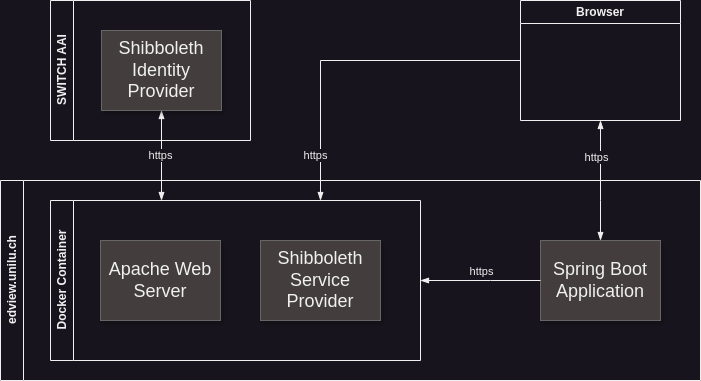 SWITCH AAI
Shibboleth
Identity
Provider
Browser
https
https
https
edview.unilu.ch
Docker Container
Apache Web
Server
Shibboleth
Service
Provider
https
Spring Boot
Application